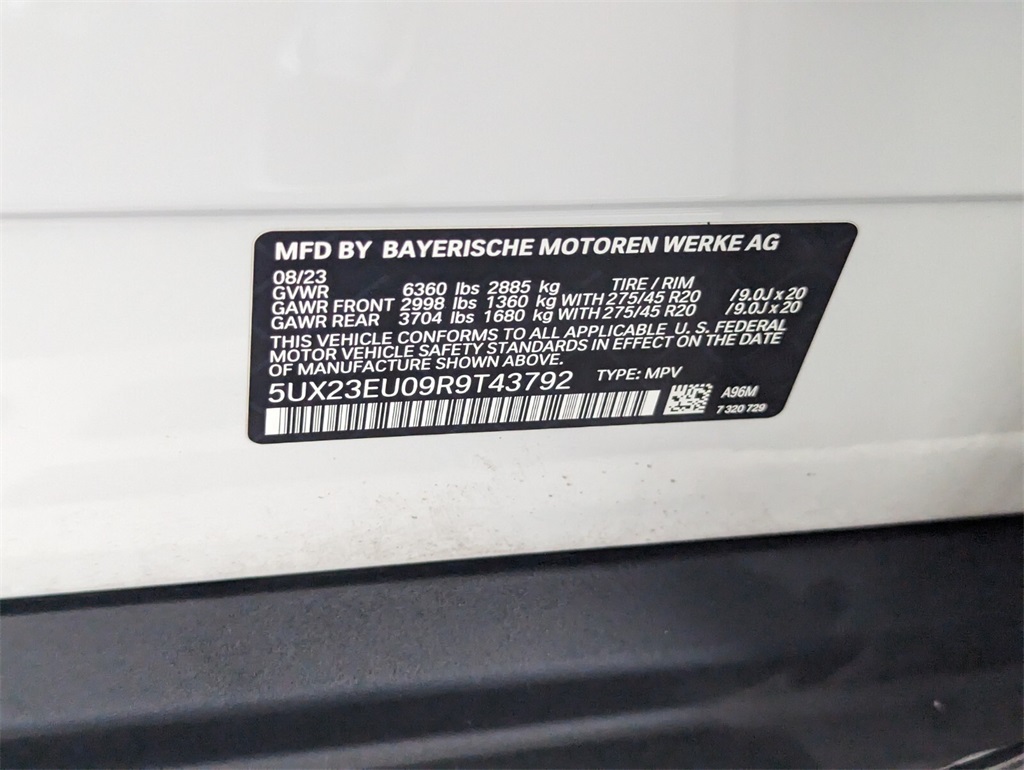 MFD BY BAYERISCHE MOTOREN WERKE AG
08/23
GVWR 6360 lbs 2885 kg TIRE / RIM
GAWR FRONT 2998 lbs 1360 kg WITH 275/45 R20 /9.0J x 20
GAWR REAR 3704 lbs 1680 kg WITH 275/45 R20 /9.0J x 20
THIS VEHICLE CONFORMS TO ALL APPLICABLE U. S. FEDERAL
MOTOR VEHICLE SAFETY STANDARDS IN EFFECT ON THE DATE
OF MANUFACTURE SHOWN ABOVE.
5UX23EU09R9T43792 TYPE: MPV
A96M
7 320 729